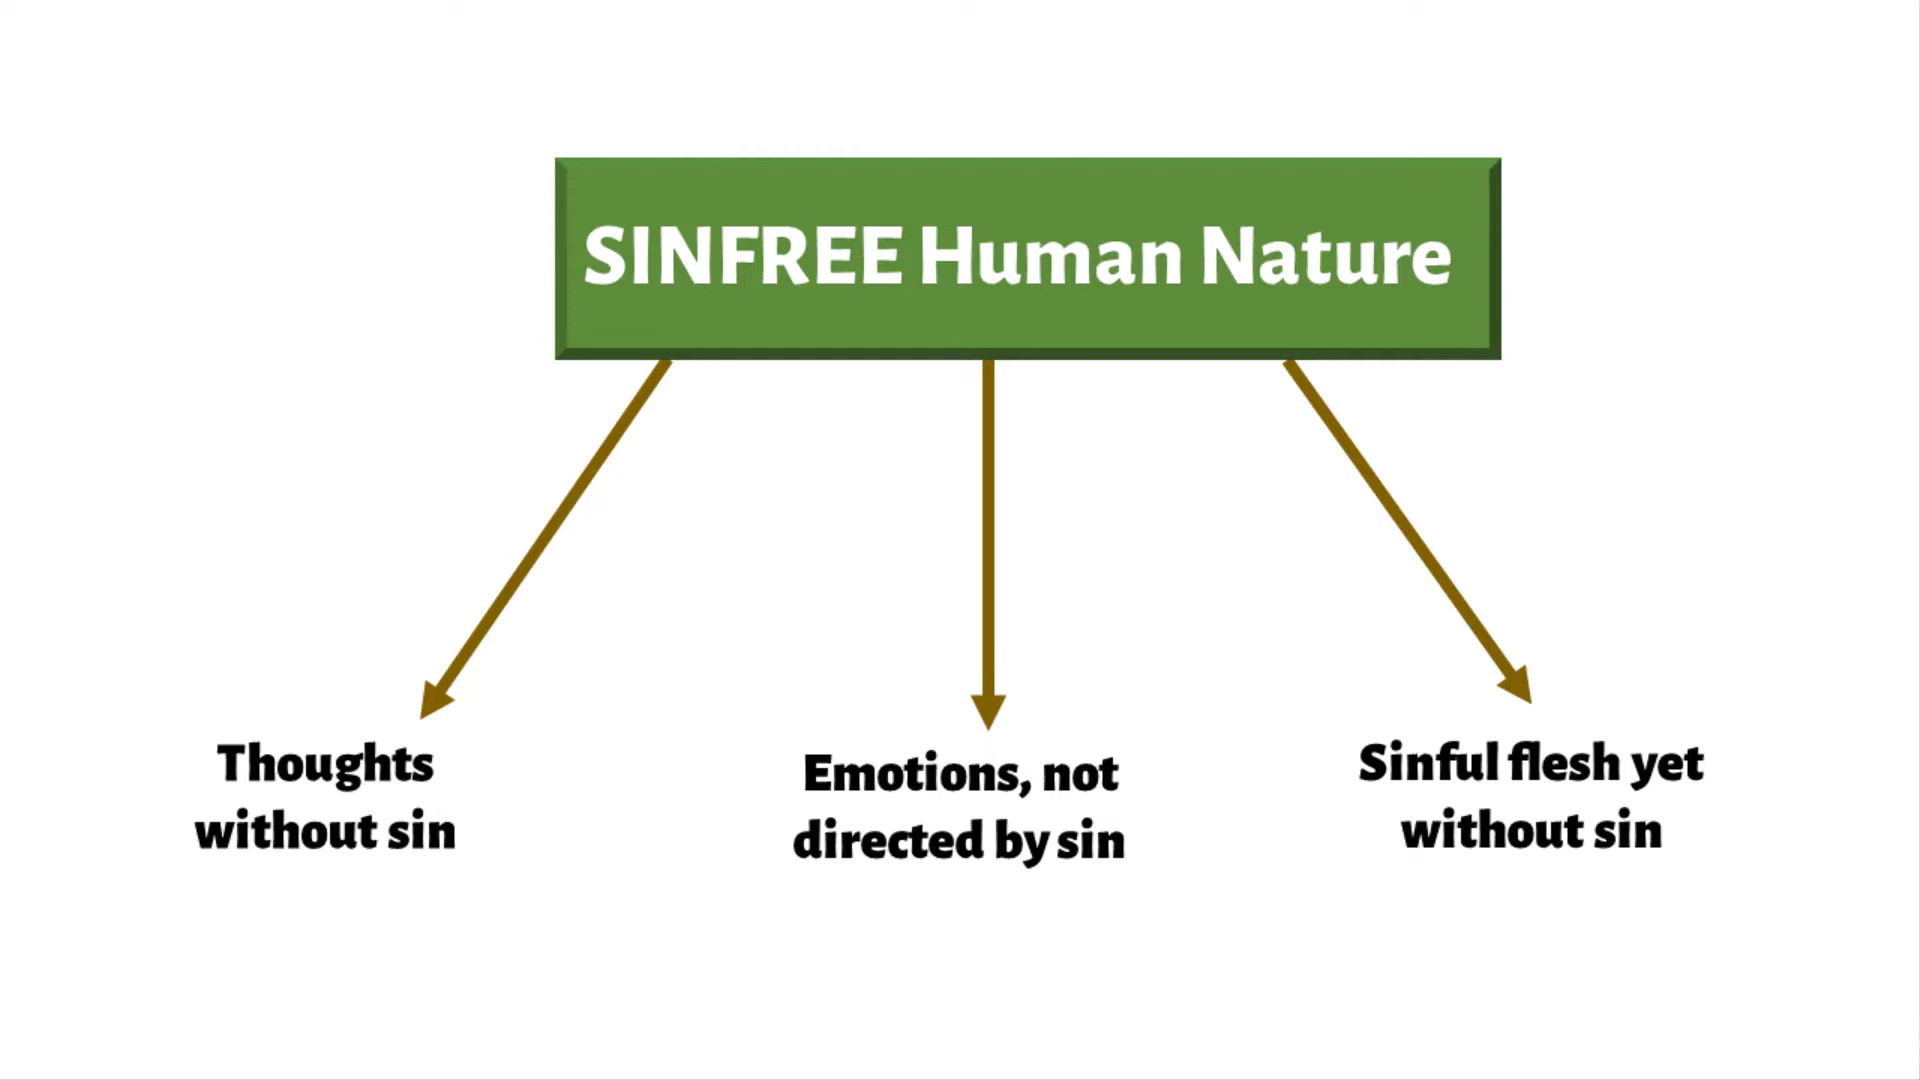 SINFREE Human Nature
Thoughts
without sin
Emotions, not
directed by sin
Sinful flesh yet
without sin